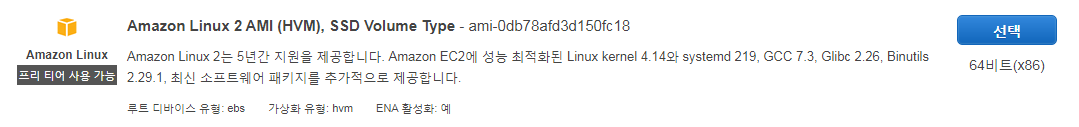 Amazon Linux 2 AMI (HVM), SSD Volume Type - ami-0db78afd3d150fc18
선택
Amazon Linux
프리 티어 사용 가능
Amazon Linux 2는 5년간 지원을 제공합니다. Amazon EC2에 성능 최적화된 Linux kernel 4.14와 systemd 219, GCC 7.3, Glibc 2.26, Binutils
2.29.1, 최신 소프트웨어 패키지를 추가적으로 제공합니다.
64비트(x86)
루트 디바이스 유형: ebs 가상화 유형: hvm ENA 활성화: 예